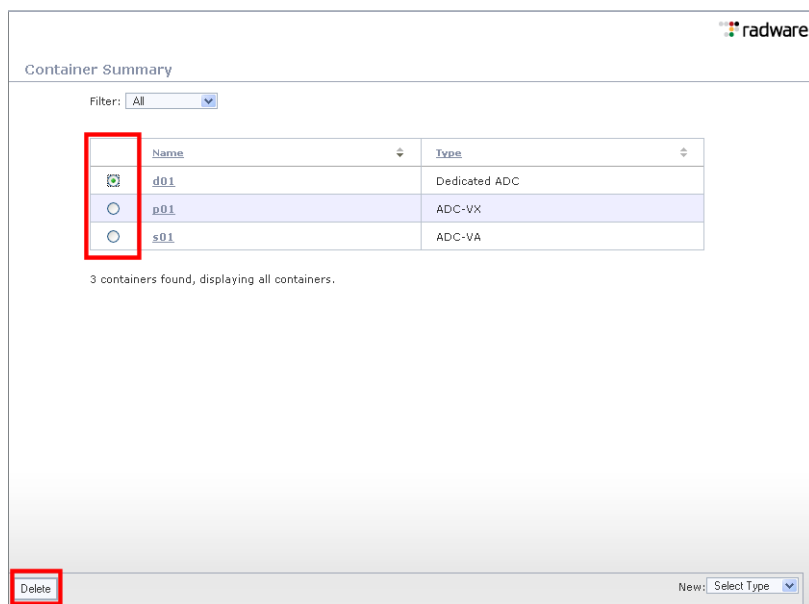 radware
Container Summary
Filter: All
Name Type
d01 Dedicated ADC
p01 ADC-VX
s01 ADC-VA
3 containers found, displaying all containers.
Delete New: Select Type